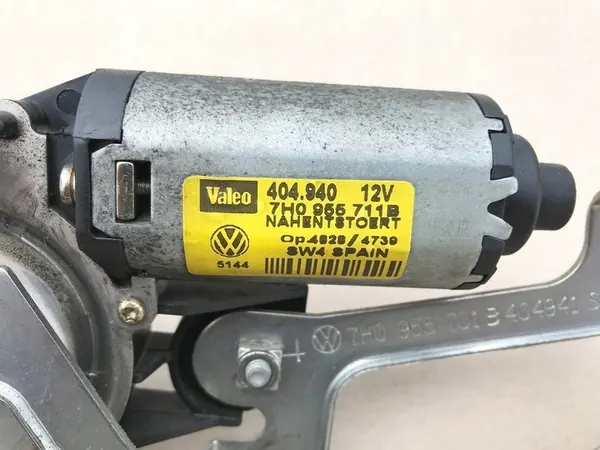 Valeo 404.940 12V
7H0 955 711B
NAHENTSTOERT
Op.4828/4739
SW4 SPAIN
5144
7H0 955 701 B 404941 S